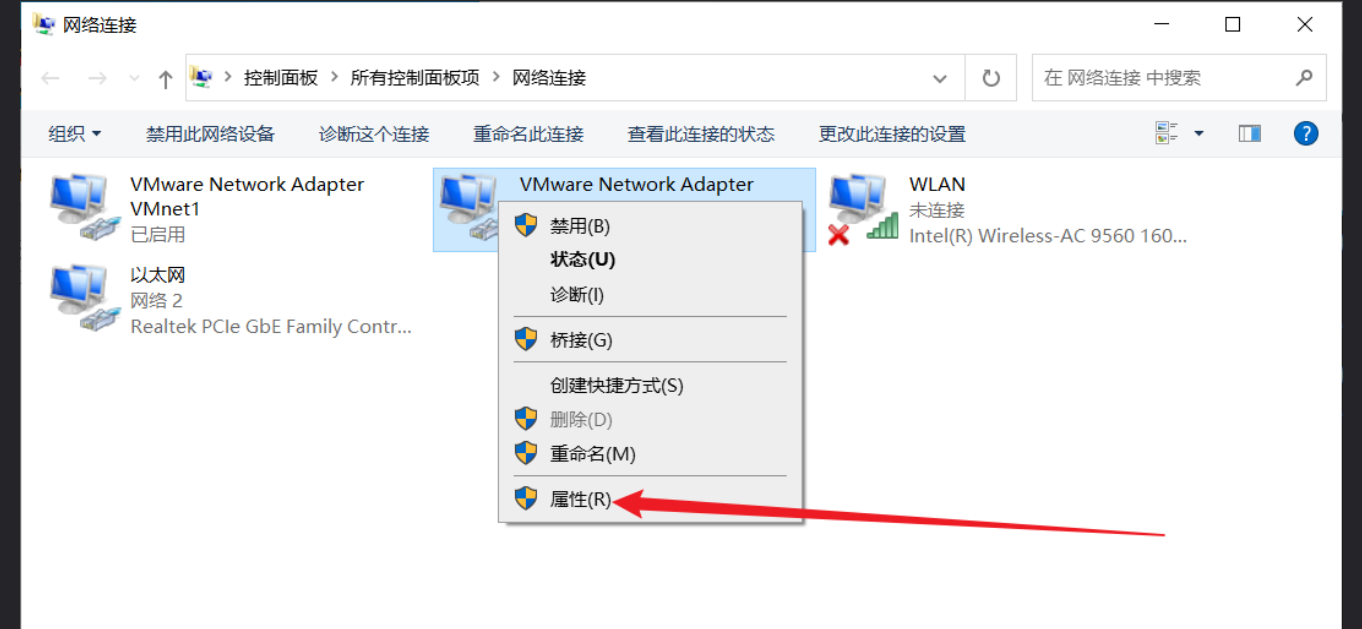 网络连接
控制面板 > 所有控制面板项 > 网络连接
在 网络连接 中搜索
组织 禁用此网络设备 诊断这个连接 重命名此连接 查看此连接的状态 更改此连接的设置
VMware Network Adapter
VMnet1
已启用
VMware Network Adapter
WLAN
未连接
Intel(R) Wireless-AC 9560 160...
以太网
网络 2
Realtek PCIe GbE Family Contr...
禁用(B)
状态(U)
诊断(I)
桥接(G)
创建快捷方式(S)
删除(D)
重命名(M)
属性(R)